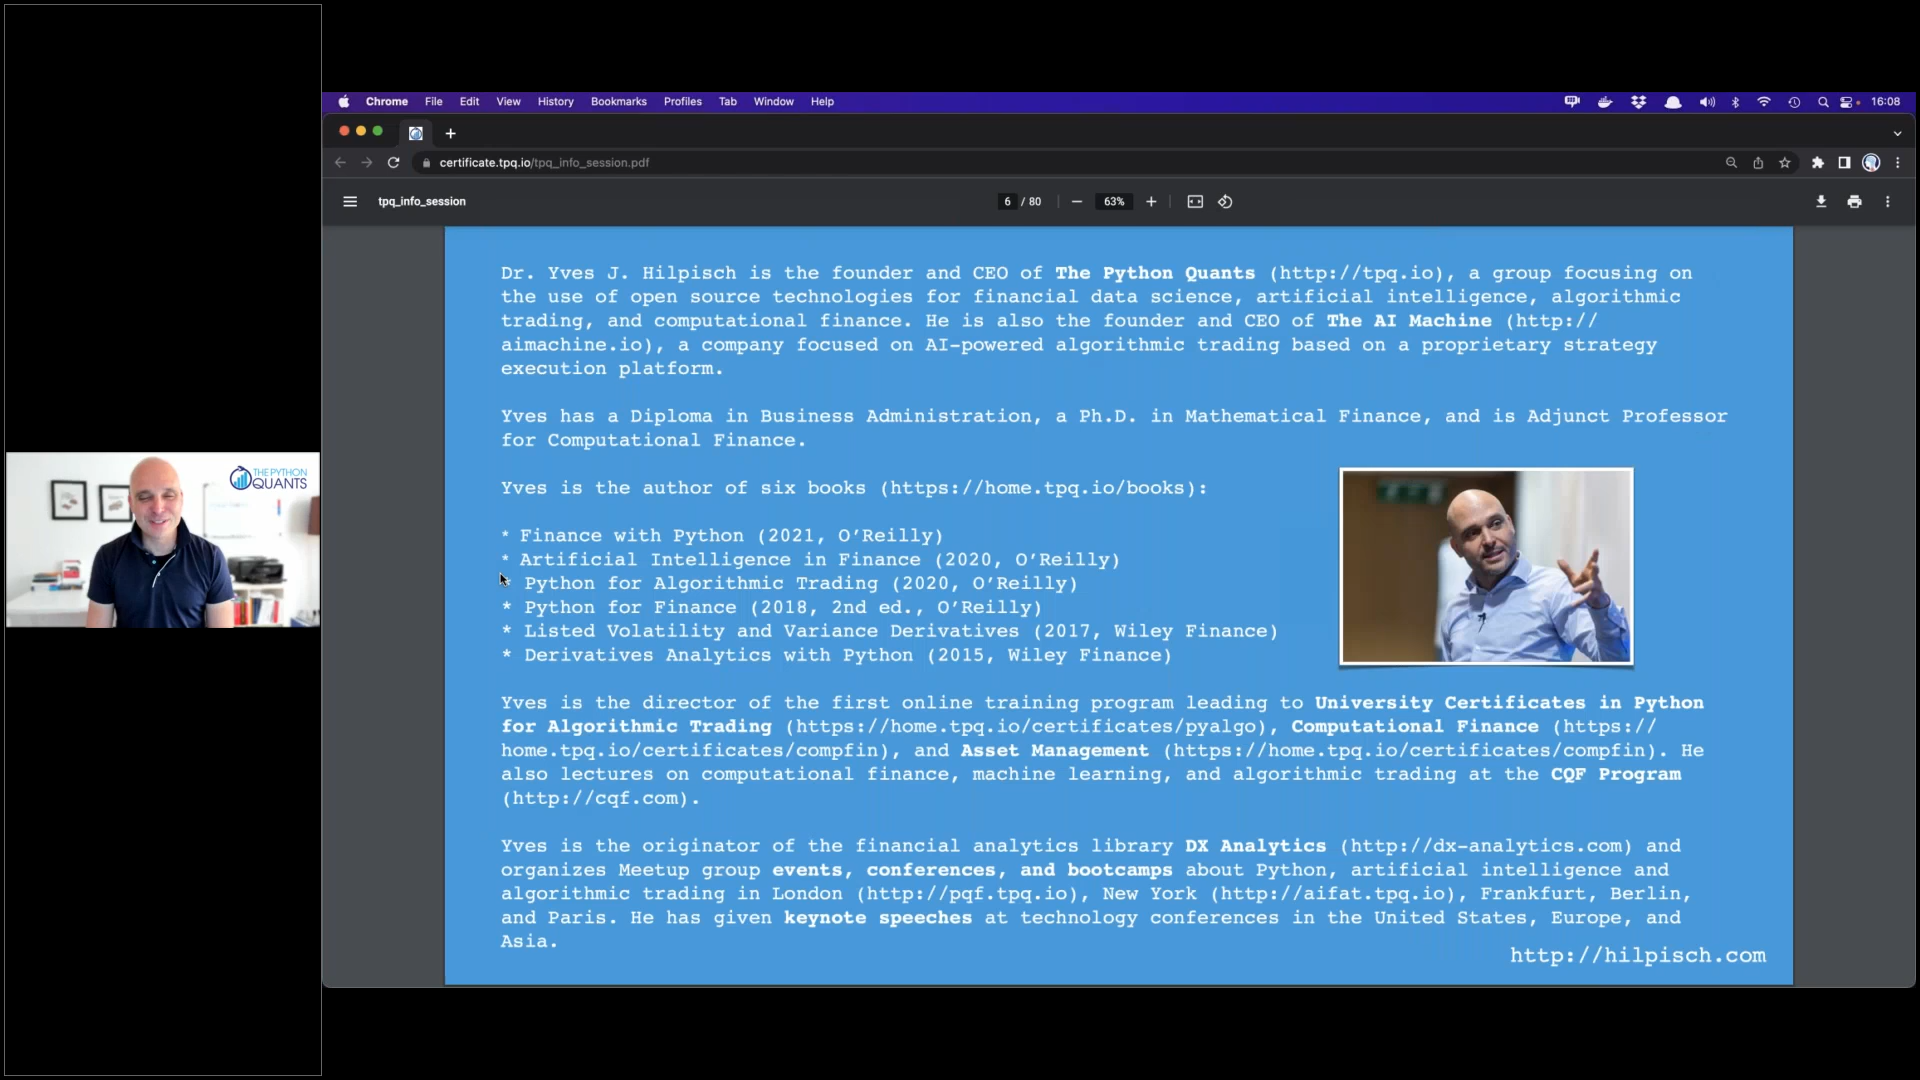 Chrome File Edit View History Bookmarks Profiles Tab Window Help 16:08
certificate.tpq.io/tpq_info_session.pdf
tpq_info_session 6 / 80 63%
Dr. Yves J. Hilpisch is the founder and CEO of The Python Quants (http://tpq.io), a group focusing on
the use of open source technologies for financial data science, artificial intelligence, algorithmic
trading, and computational finance. He is also the founder and CEO of The AI Machine (http://
aimachine.io), a company focused on AI-powered algorithmic trading based on a proprietary strategy
execution platform.
Yves has a Diploma in Business Administration, a Ph.D. in Mathematical Finance, and is Adjunct Professor
for Computational Finance.
Yves is the author of six books (https://home.tpq.io/books):
* Finance with Python (2021, O’Reilly)
* Artificial Intelligence in Finance (2020, O’Reilly)
* Python for Algorithmic Trading (2020, O’Reilly)
* Python for Finance (2018, 2nd ed., O’Reilly)
* Listed Volatility and Variance Derivatives (2017, Wiley Finance)
* Derivatives Analytics with Python (2015, Wiley Finance)
Yves is the director of the first online training program leading to University Certificates in Python
for Algorithmic Trading (https://home.tpq.io/certificates/pyalgo), Computational Finance (https://
home.tpq.io/certificates/compfin), and Asset Management (https://home.tpq.io/certificates/compfin). He
also lectures on computational finance, machine learning, and algorithmic trading at the CQF Program
(http://cqf.com).
Yves is the originator of the financial analytics library DX Analytics (http://dx-analytics.com) and
organizes Meetup group events, conferences, and bootcamps about Python, artificial intelligence and
algorithmic trading in London (http://pqf.tpq.io), New York (http://aifat.tpq.io), Frankfurt, Berlin,
and Paris. He has given keynote speeches at technology conferences in the United States, Europe, and
Asia.
http://hilpisch.com
THE PYTHON
QUANTS